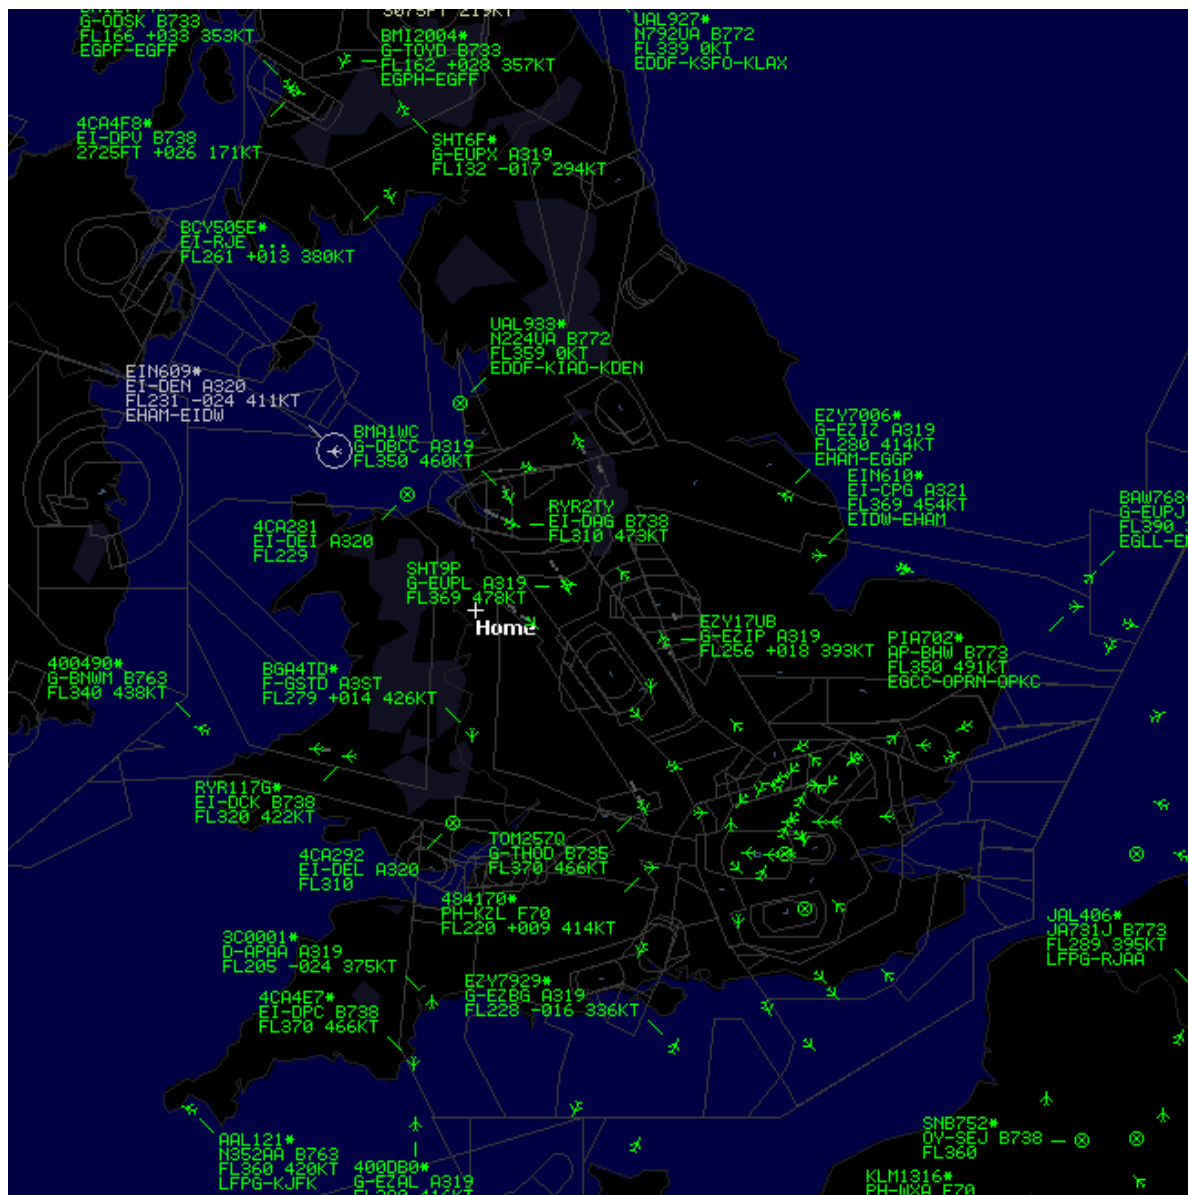 G-ODSK B733
FL166 +033 353KT
EGPF-EGFF
3075FT 219KT
BMI2004*
G-TOYD B733
FL162 +028 357KT
EGPH-EGFF
UAL927*
N792UA B772
FL339 0KT
EDDF-KSFO-KLAX
4CA4F8*
EI-DPV B738
2725FT +026 171KT
SHT6F*
G-EUPX A319
FL132 -017 294KT
BCY505E*
EI-RJE ...
FL261 +013 380KT
UAL933*
N224UA B772
FL359 0KT
EDDF-KIAD-KDEN
EIN609*
EI-DEN A320
FL231 -024 411KT
EHAM-EIDW
BMA1WC
G-DBCC A319
FL350 460KT
EZY7006*
G-EZIZ A319
FL280 414KT
EHAM-EGGP
EIN610*
EI-CPG A321
FL369 454KT
EIDW-EHAM
BAW768
G-EUPJ
FL390
EGLL-E
4CA281
EI-DEI A320
FL229
RYR2TY
EI-DAG B738
FL310 473KT
SHT9P
G-EUPL A319
FL369 478KT
Home
EZY17UB
G-EZIP A319
FL256 +018 393KT
PIA702*
AP-BHW B773
FL350 491KT
EGCC-OPRN-OPKC
400490*
G-BNWM B763
FL340 438KT
BGA4TD*
F-GSTD A3ST
FL279 +014 426KT
RYR117G*
EI-DCK B738
FL320 422KT
4CA292
EI-DEL A320
FL310
TOM257Q
G-THOD B735
FL370 466KT
484170*
PH-KZL F70
FL220 +009 414KT
3C0001*
D-APAA A319
FL205 -024 375KT
JAL406*
JA731J B773
FL289 395KT
LFPG-RJAA
4CA4E7*
EI-DPC B738
FL370 466KT
EZY7929*
G-EZBG A319
FL228 -016 336KT
AAL121*
N352AA B763
FL360 420KT
LFPG-KJFK
400DB0*
G-EZAL A319
SNB752*
OY-SEJ B738
FL360
KLM1316*
PH-WXA F70